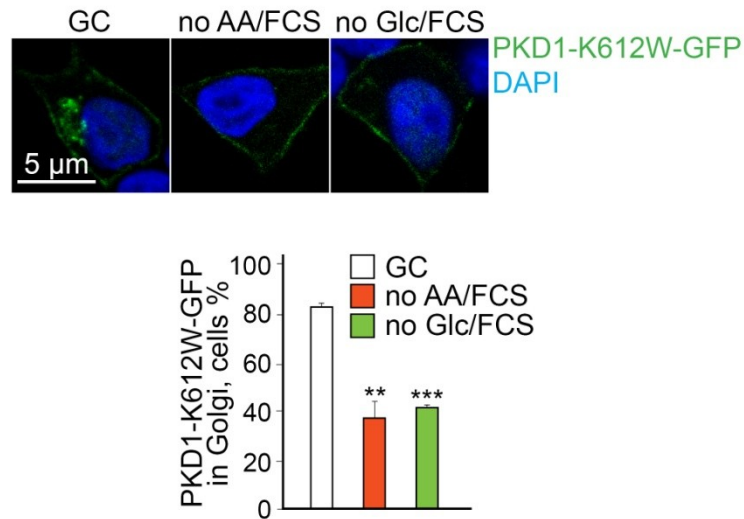 GC no AA/FCS no Glc/FCS
PKD1-K612W-GFP
DAPI
5 µm
PKD1-K612W-GFP
in Golgi, cells %
100
80
60
40
20
0
GC
no AA/FCS
no Glc/FCS
** ***